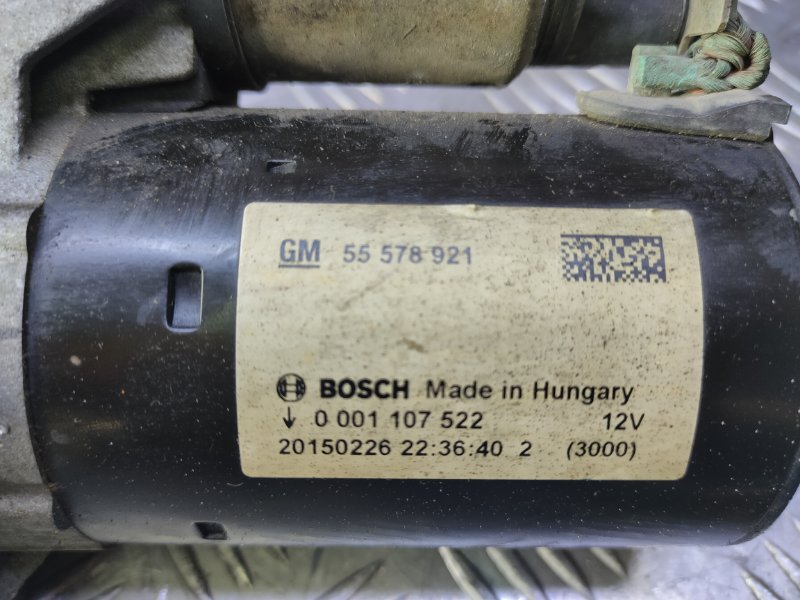 GM 55 578 921
BOSCH Made in Hungary
↓ 0 001 107 522 12V
20150226 22:36:40 2 (3000)